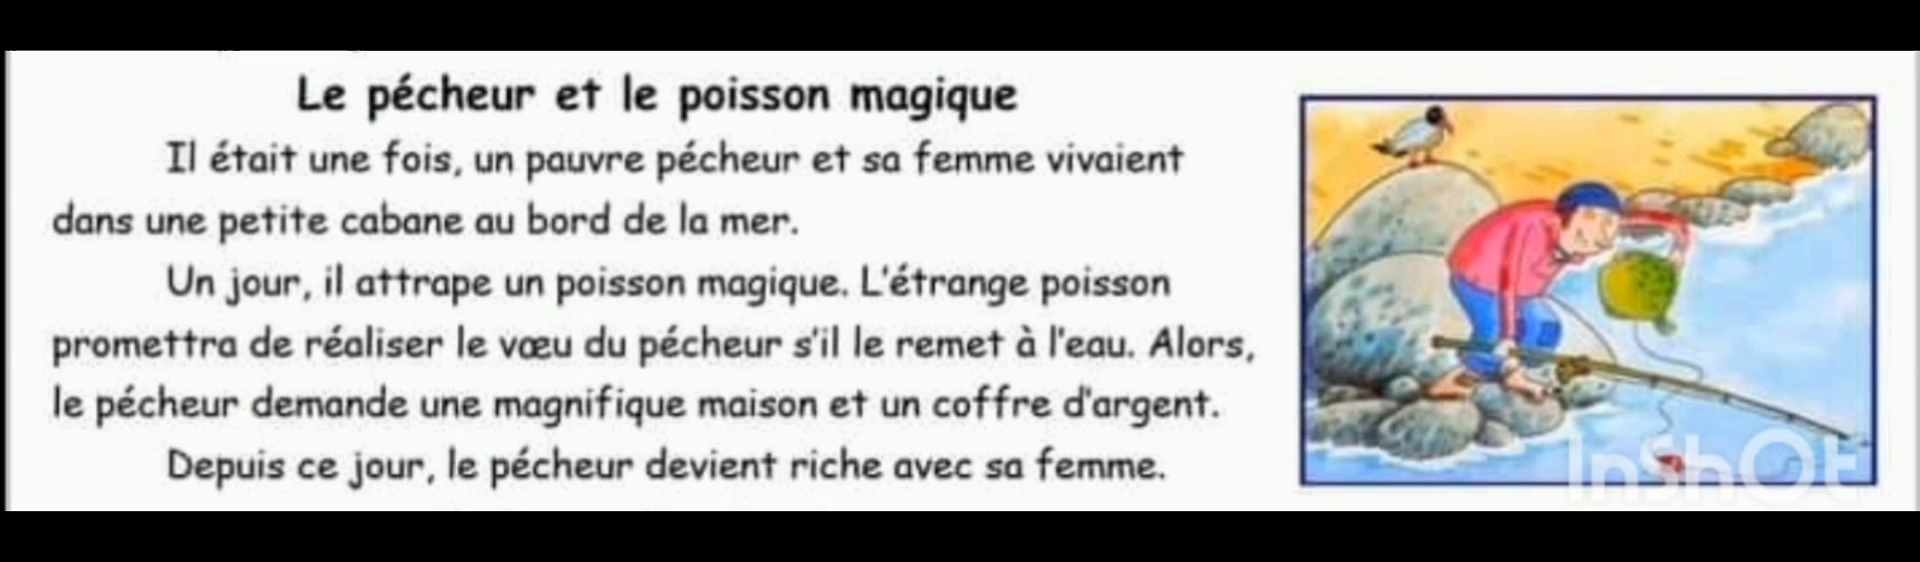 Le pécheur et le poisson magique
Il était une fois, un pauvre pécheur et sa femme vivaient
dans une petite cabane au bord de la mer.
Un jour, il attrape un poisson magique. L'étrange poisson
promettra de réaliser le vœu du pécheur s'il le remet à l'eau. Alors,
le pécheur demande une magnifique maison et un coffre d'argent.
Depuis ce jour, le pécheur devient riche avec sa femme.
InShOt